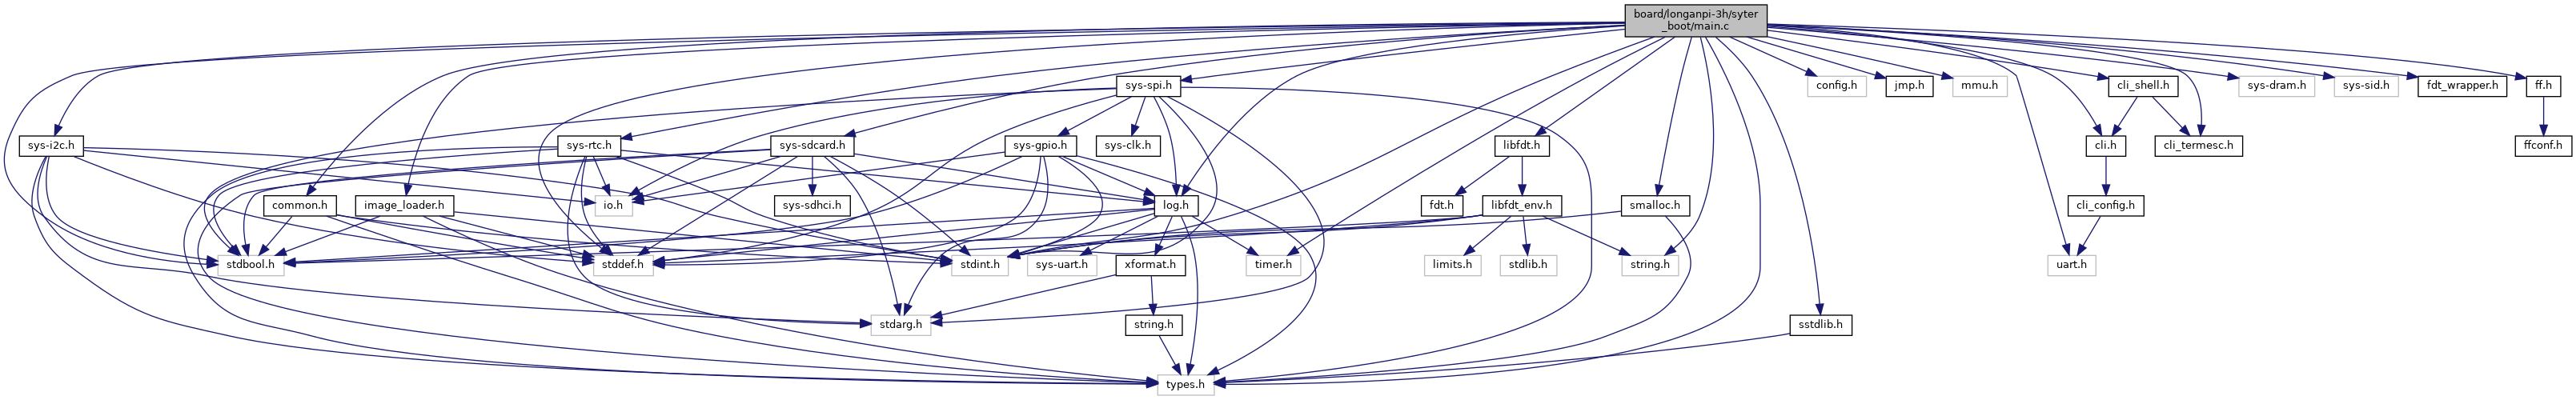 board/longanpi-3h/syter
_boot/main.c
sys-spi.h
config.h
jmp.h
mmu.h
cli_shell.h
sys-dram.h
sys-sid.h
fdt_wrapper.h
ff.h
sys-i2c.h
sys-rtc.h
sys-sdcard.h
sys-gpio.h
sys-clk.h
libfdt.h
cli.h
cli_termesc.h
ffconf.h
common.h
image_loader.h
io.h
sys-sdhci.h
log.h
fdt.h
libfdt_env.h
smalloc.h
cli_config.h
stdbool.h
stddef.h
stdint.h
sys-uart.h
xformat.h
timer.h
limits.h
stdlib.h
string.h
uart.h
stdarg.h
string.h
sstdlib.h
types.h